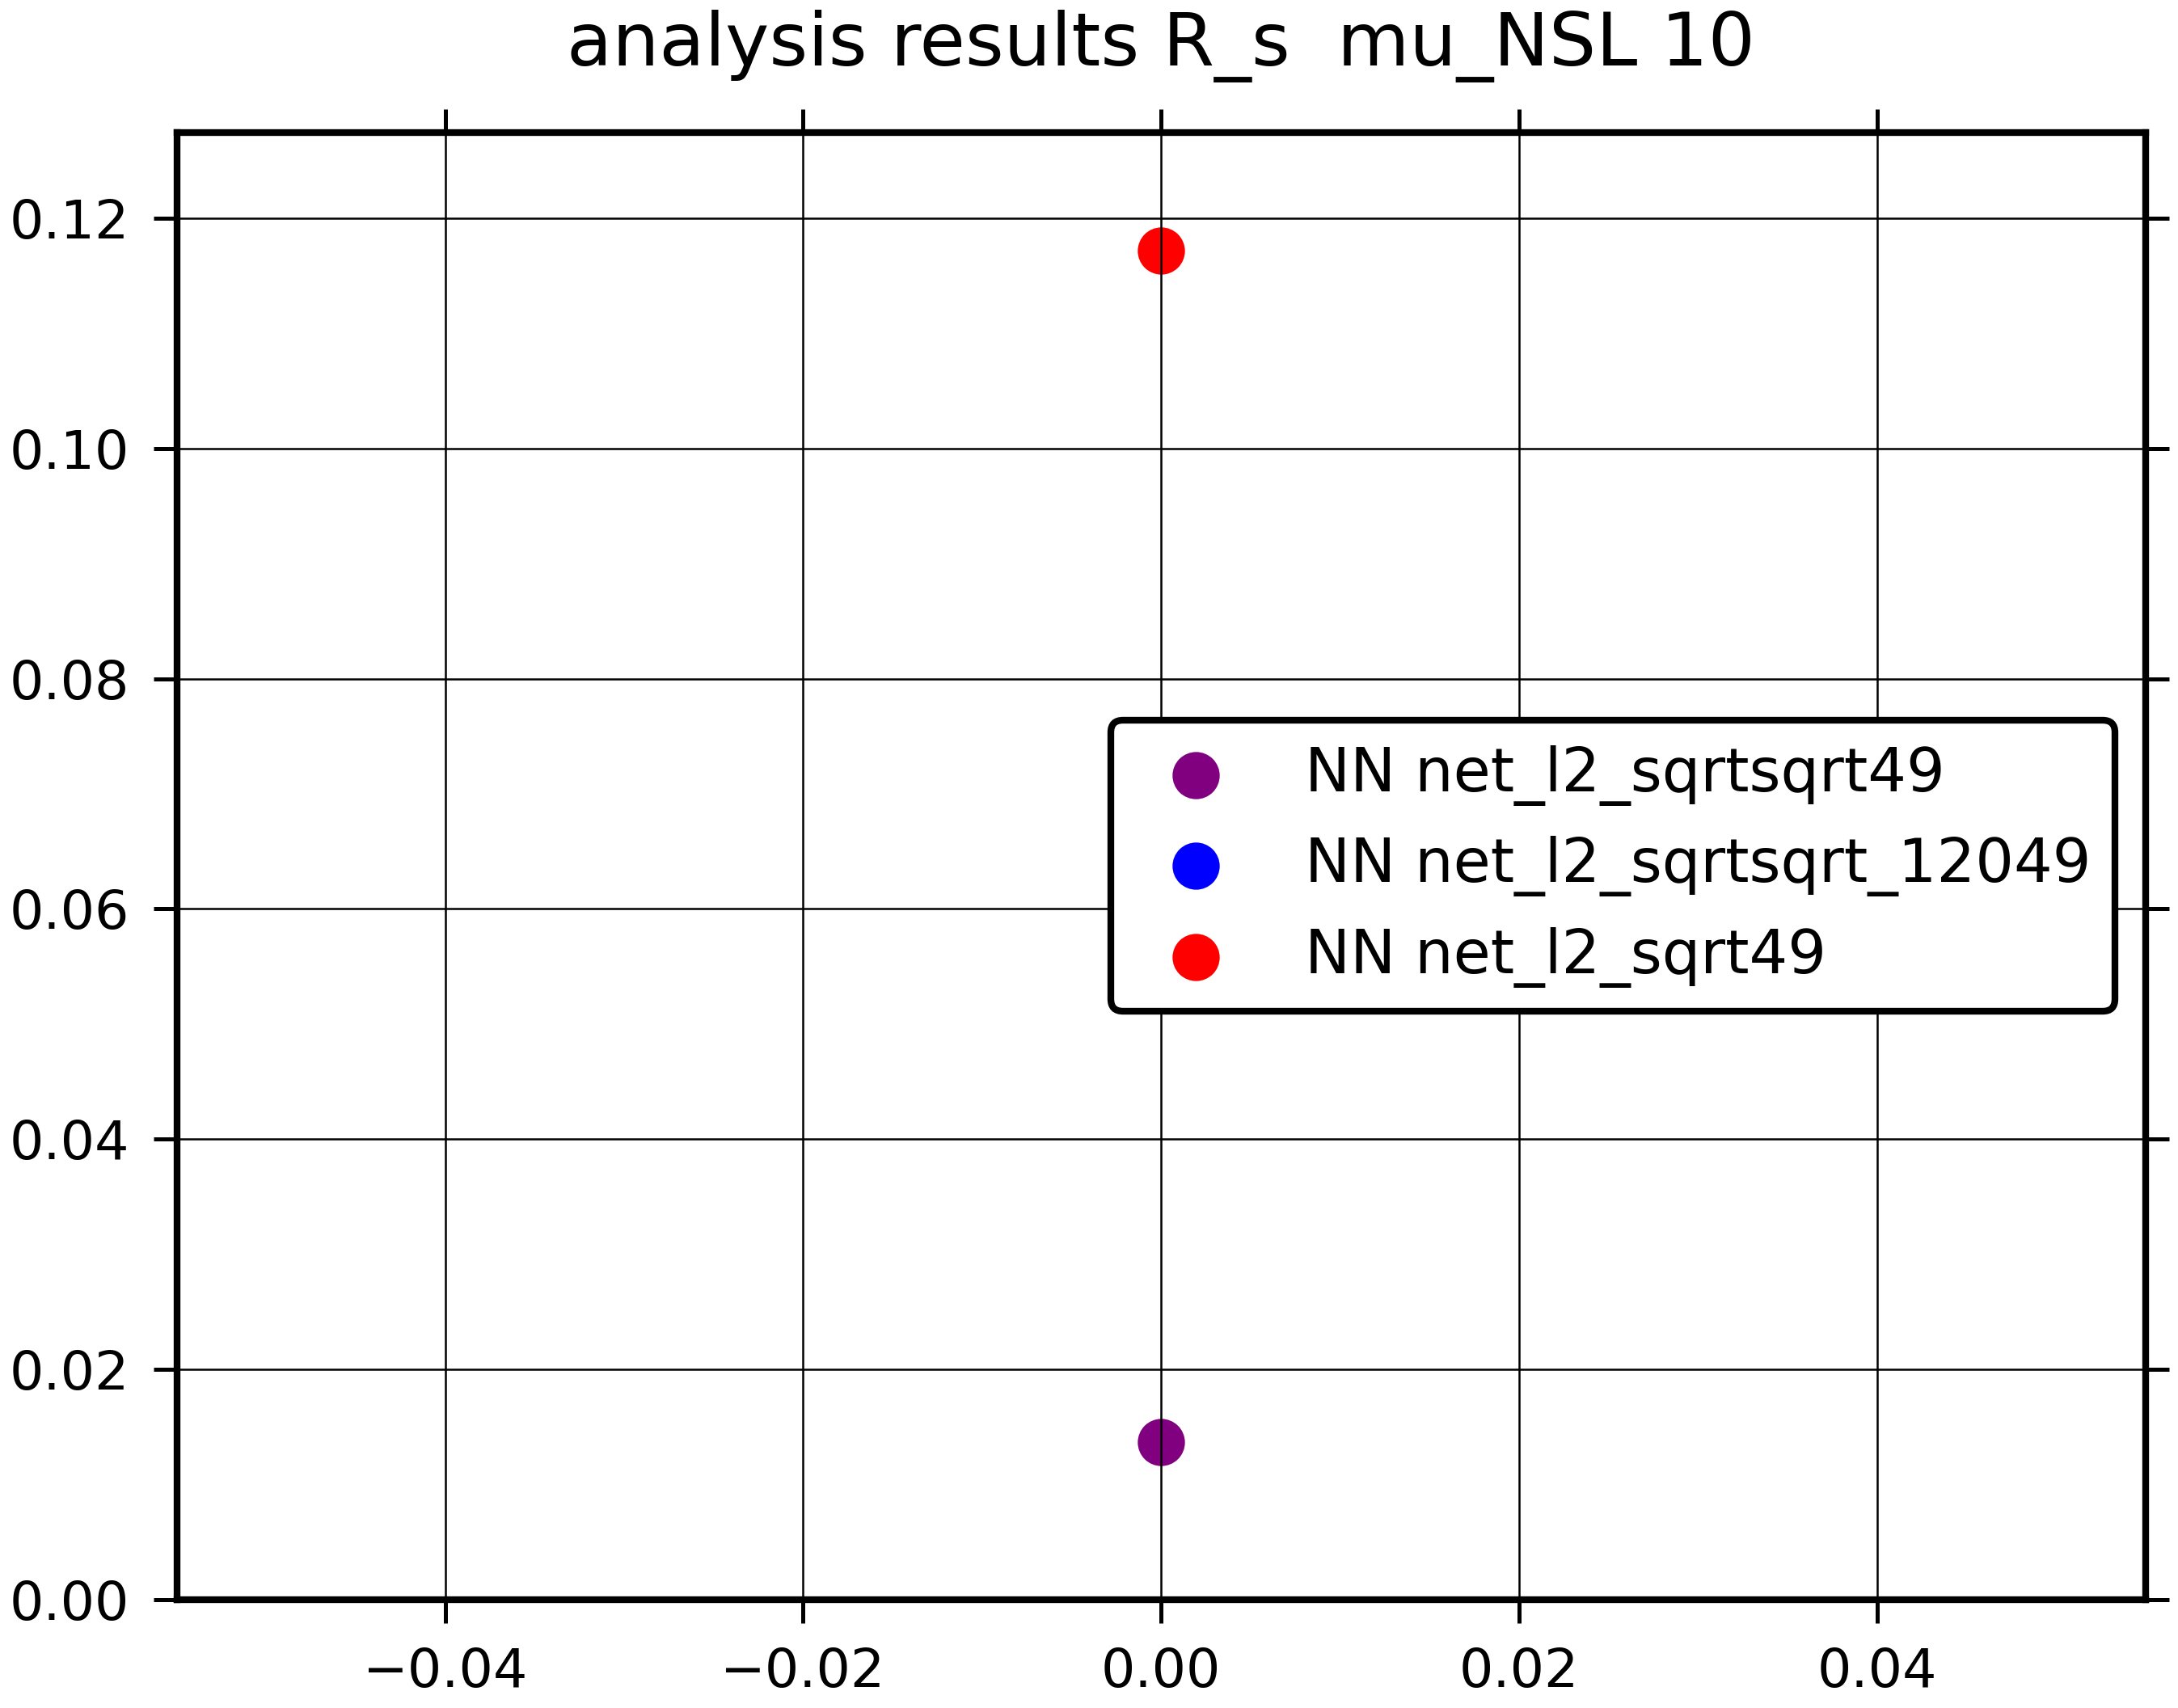 analysis results R_s  mu_NSL 10
0.12
0.10
0.08
0.06
0.04
0.02
0.00
NN net_l2_sqrtsqrt49
NN net_l2_sqrtsqrt_12049
NN net_l2_sqrt49
−0.04 −0.02 0.00 0.02 0.04